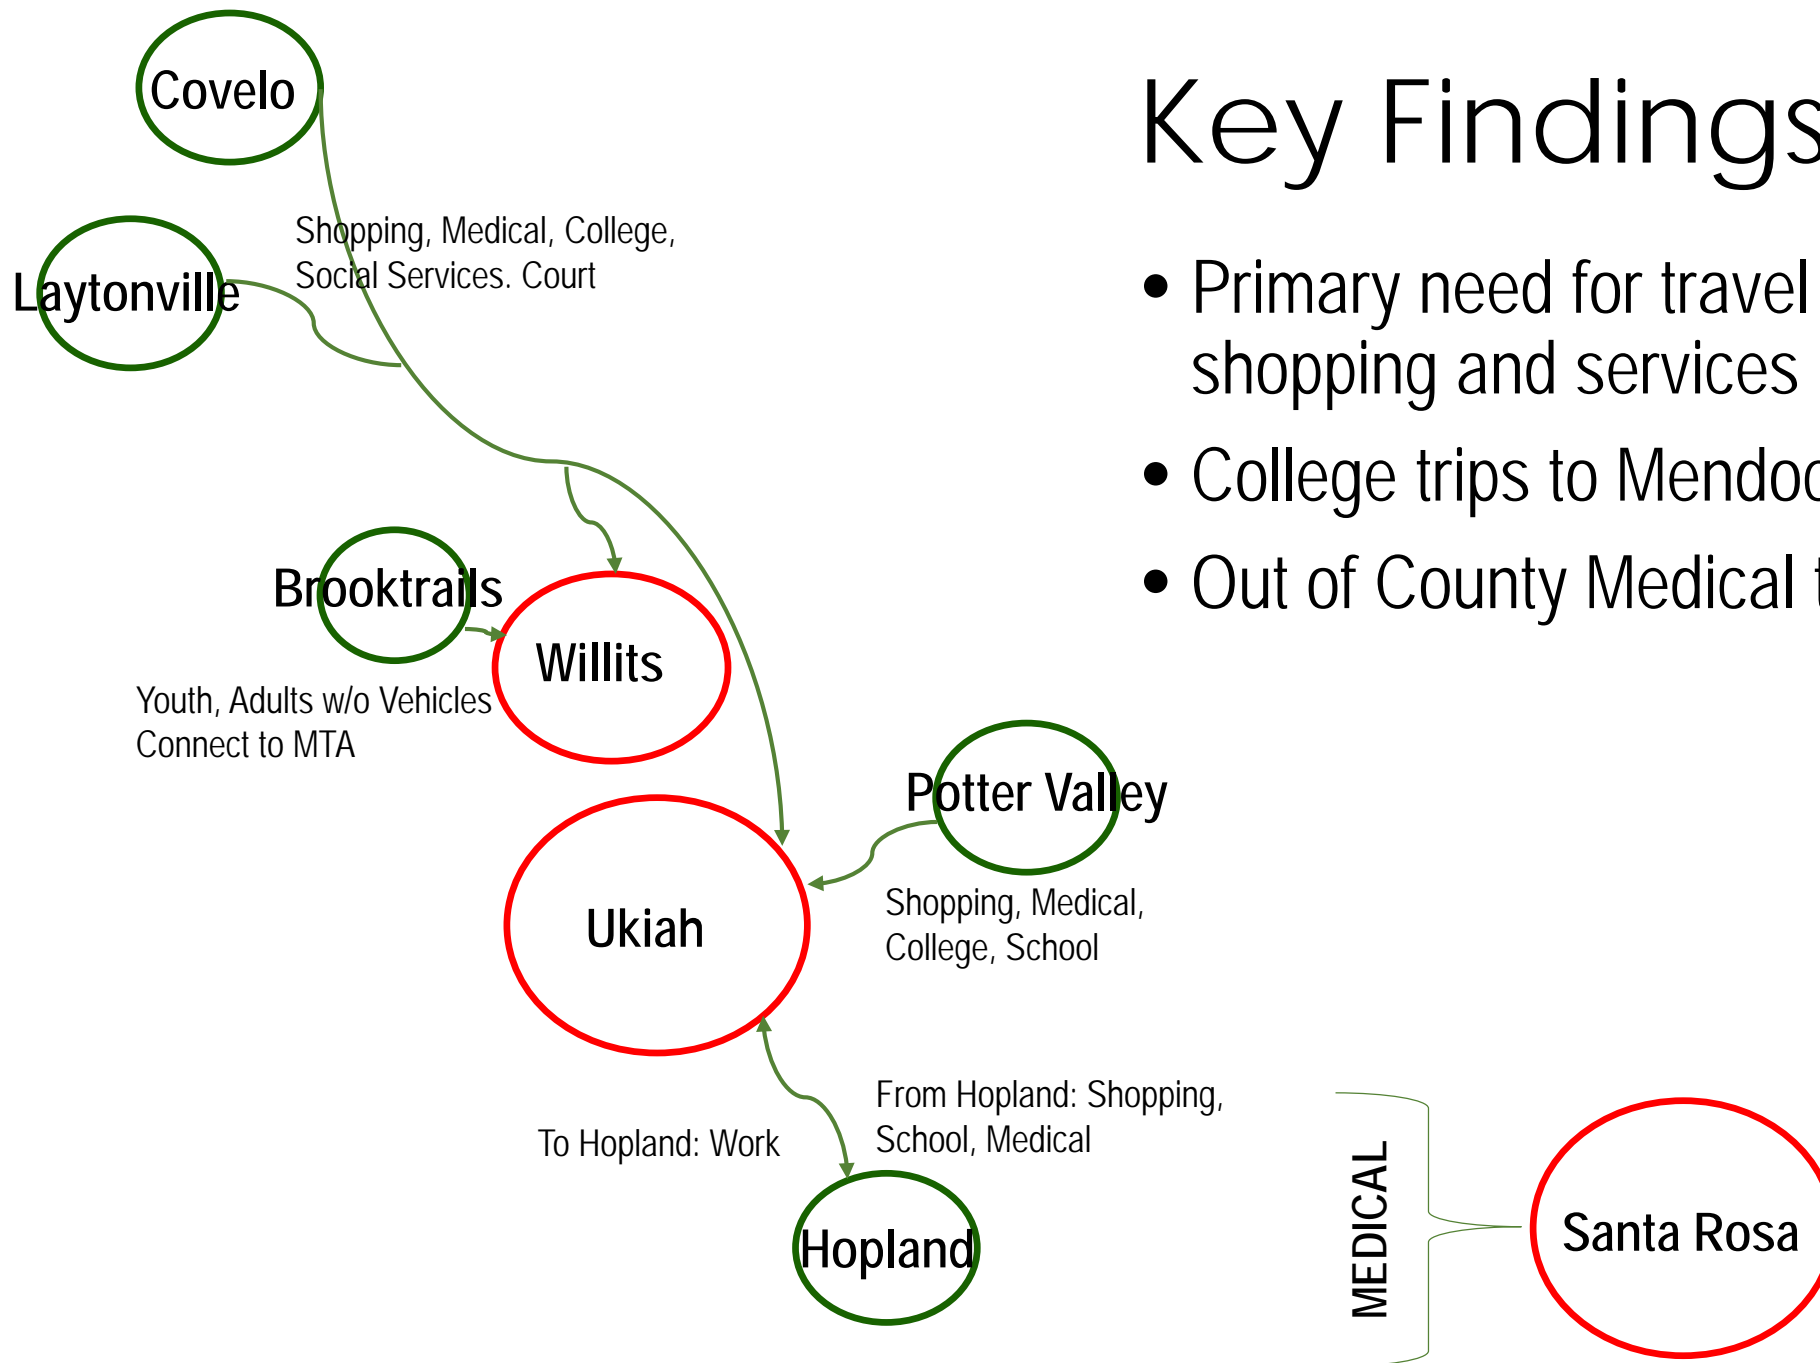 Covelo
Key Findings
Shopping, Medical, College,
Social Services. Court
Laytonville
• Primary need for travel
shopping and services
• College trips to
• Out of County Medical
Brooktrails
Willits
Youth, Adults w/o Vehicles
Connect to MTA
Potter Valley
Ukiah
Shopping, Medical,
College, School
From Hopland: Shopping,
School, Medical
To Hopland: Work
MEDICAL
Santa Rosa
Hopland